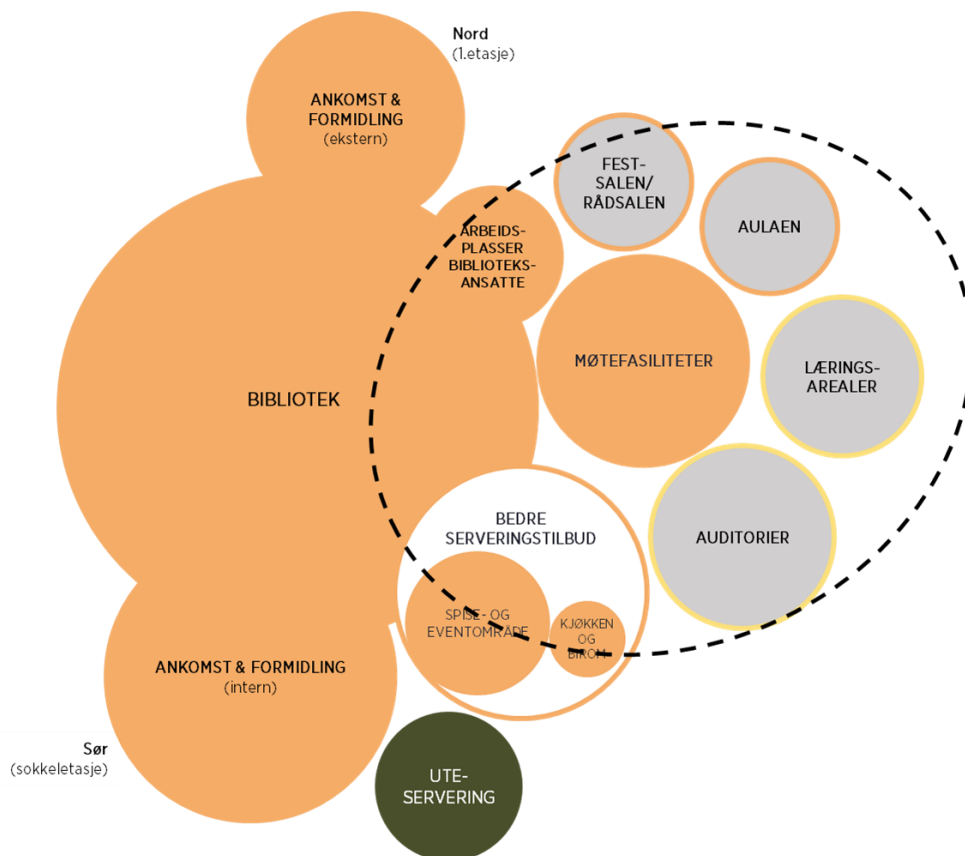 Nord
(1.etasje)
ANKOMST &
FORMIDLING
(ekstern)
FEST-
SALEN/
RÅDSALEN
AULAEN
ARBEIDS-
PLASSER
BIBLIOTEKS-
ANSATTE
MØTEFASILITETER
LÆRINGS-
AREALER
BIBLIOTEK
BEDRE
SERVERINGSTILBUD
AUDITORIER
SPISE- OG
EVENTOMRÅDE
KJØKKEN
OG
BIROM
ANKOMST & FORMIDLING
(intern)
Sør
(sokkeletasje)
UTE-
SERVERING